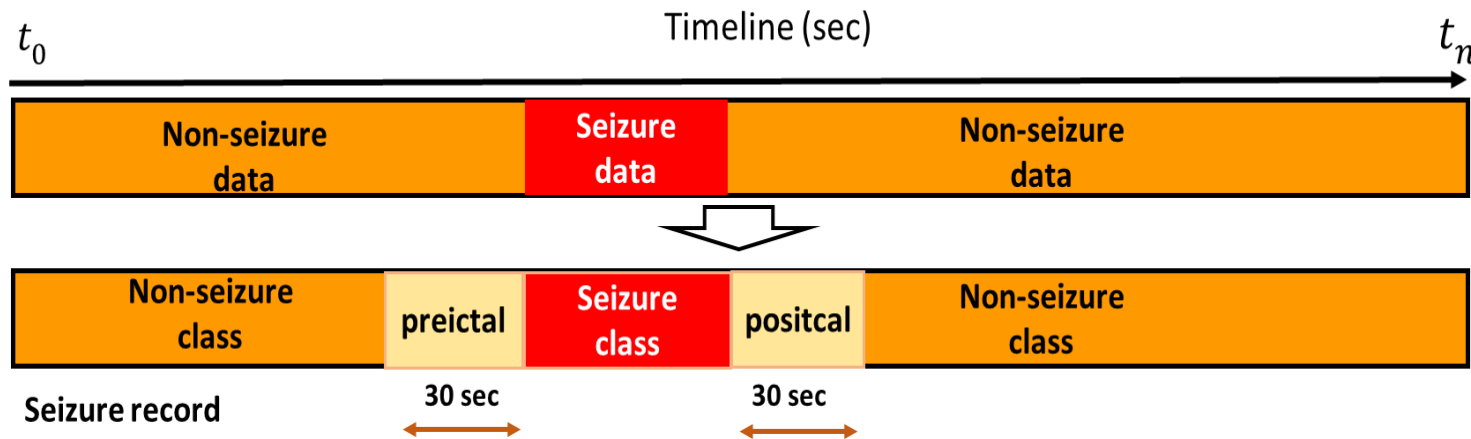 Timeline (sec)
t0
tn
Non-seizure
data
Seizure
data
Non-seizure
data
Non-seizure
class
preictal
Seizure
class
positcal
Non-seizure
class
30 sec
30 sec
Seizure record